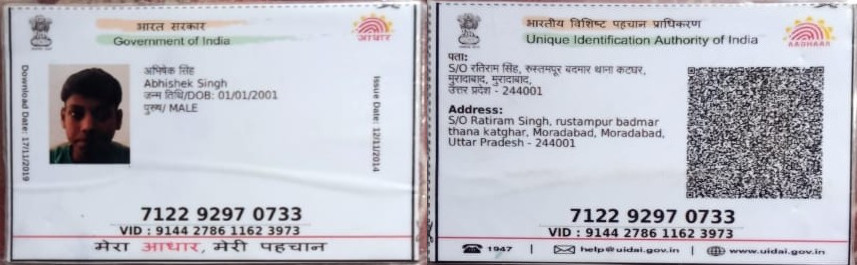 भारत सरकार
Government of India
आधार
Download Date: 17/11/2019
अभिषेक सिंह
Abhishek Singh
जन्म तिथि/DOB: 01/01/2001
पुरुष/ MALE
Issue Date: 12/11/2014
7122 9297 0733
VID : 9144 2786 1162 3973
मेरा आधार, मेरी पहचान
भारतीय विशिष्ट पहचान प्राधिकरण
Unique Identification Authority of India
AADHAAR
पता:
S/O रतिराम सिंह, रुस्तमपुर बदमार थाना कटघर,
मुरादाबाद, मुरादाबाद,
उत्तर प्रदेश - 244001
Address:
S/O Ratiram Singh, rustampur badmar
thana katghar, Moradabad, Moradabad,
Uttar Pradesh - 244001
7122 9297 0733
VID : 9144 2786 1162 3973
1947 | help@uidai.gov.in | www.uidai.gov.in